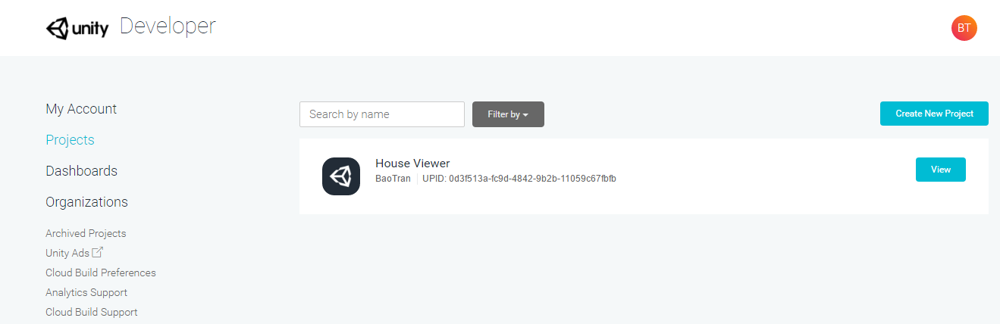 unity Developer
BT
My Account
Projects
Dashboards
Organizations
Archived Projects
Unity Ads
Cloud Build Preferences
Analytics Support
Cloud Build Support
Search by name
Filter by
Create New Project
House Viewer
BaoTran UPID: 0d3f513a-fc9d-4842-9b2b-11059c67fbfb
View